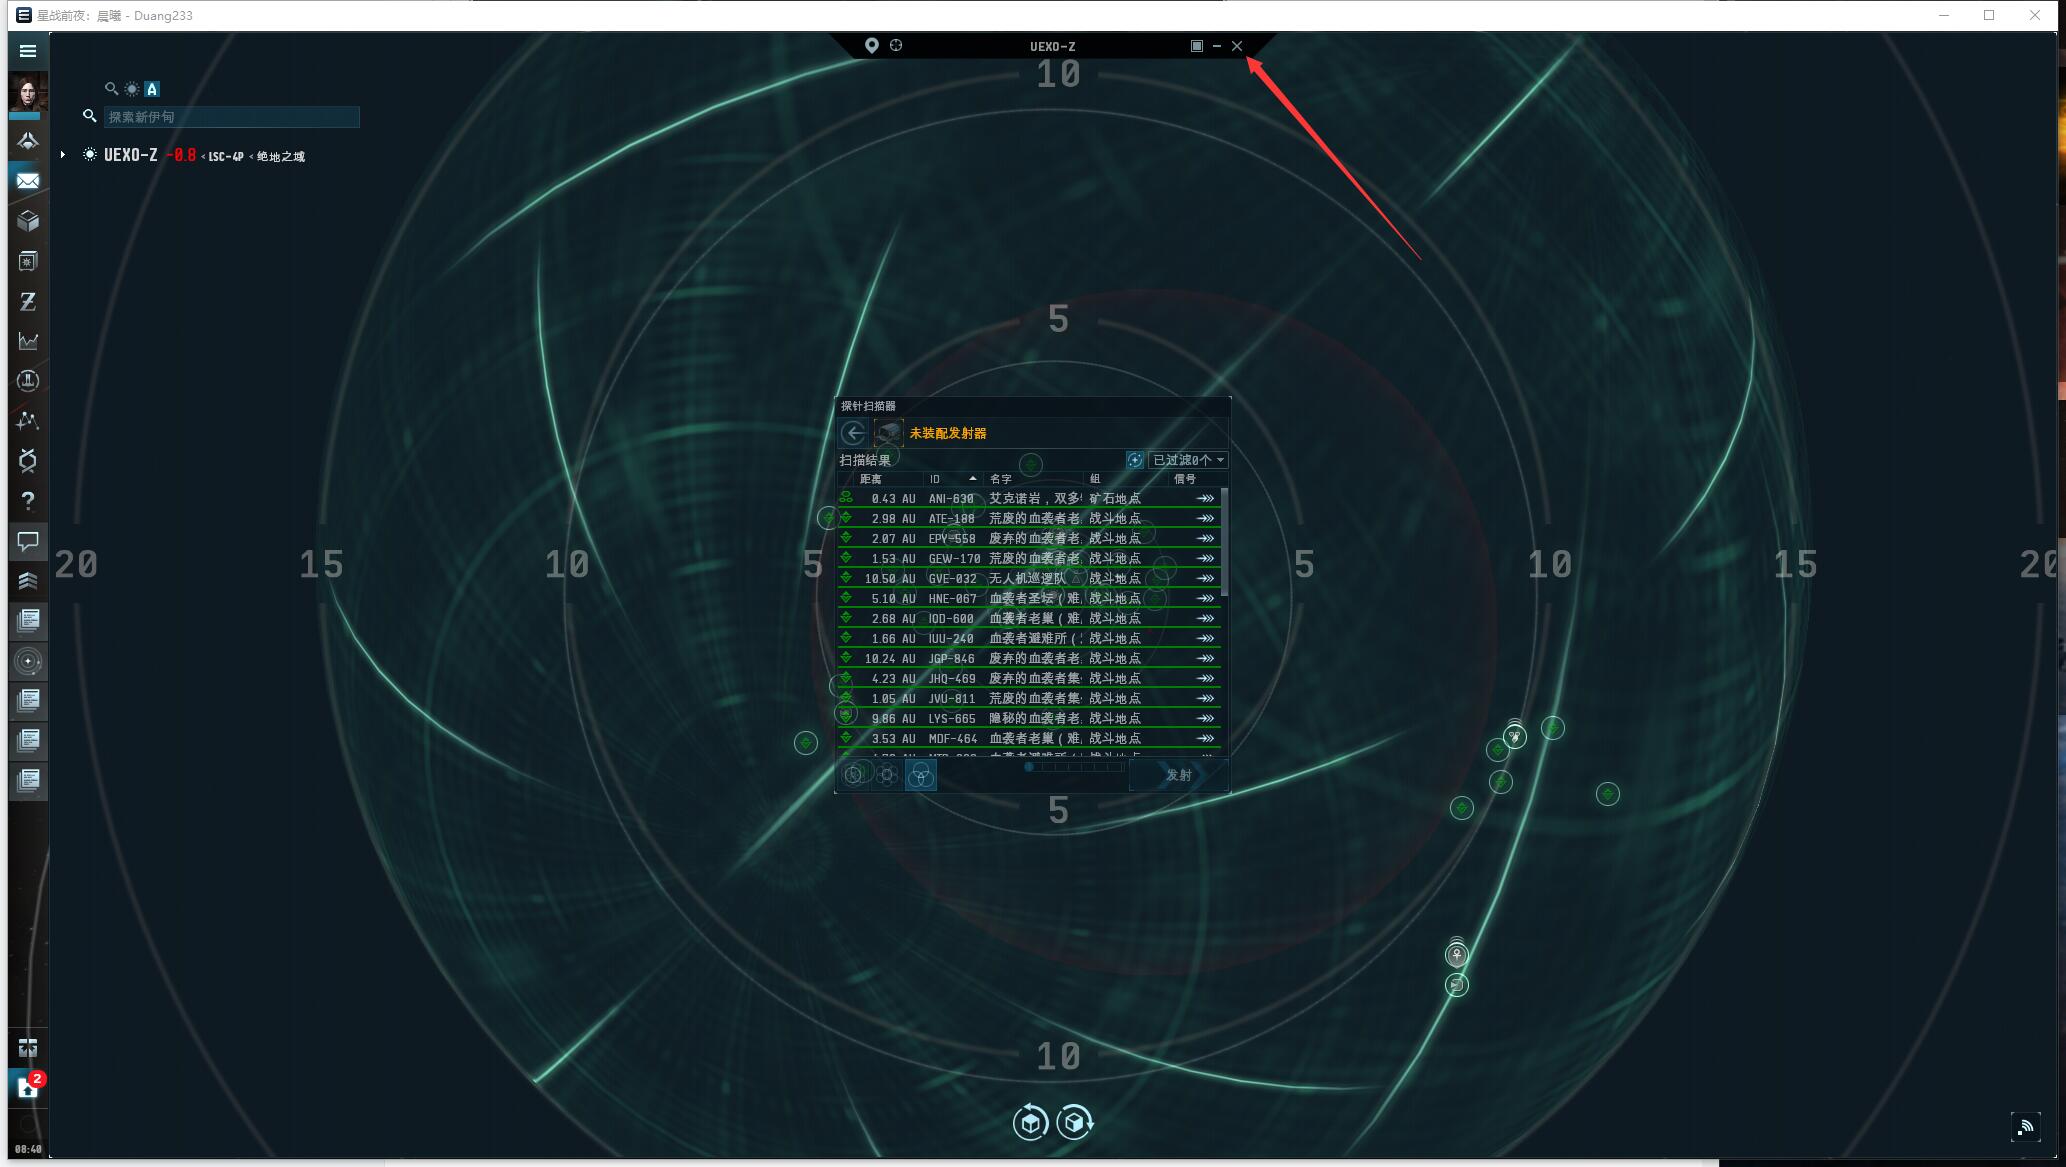 星战前夜：晨曦 - Duang233
UEXO-Z
A
探索新伊甸
UEXO-Z -0.8 < LSC-4P < 绝地之域
10
5
20 15 10 5 5 10 15 20
5
10
探针扫描器
未装配发射器
扫描结果 已过滤0个
距离 ID 名字 组 信号
0.43 AU ANI-630 艾克诺岩，双多 矿石地点
2.98 AU ATE-188 荒废的血袭者老 战斗地点
2.07 AU EPY-558 废弃的血袭者老 战斗地点
1.53 AU GEW-170 荒废的血袭者老 战斗地点
10.50 AU GVE-032 无人机巡逻队 战斗地点
5.10 AU HNE-067 血袭者圣坛（难 战斗地点
2.68 AU IOD-600 血袭者老巢（难 战斗地点
1.66 AU IUU-240 血袭者避难所（ 战斗地点
10.24 AU JGP-846 废弃的血袭者老 战斗地点
4.23 AU JHQ-469 废弃的血袭者集 战斗地点
1.05 AU JVU-811 荒废的血袭者集 战斗地点
9.86 AU LYS-665 隐秘的血袭者老 战斗地点
3.53 AU MDF-464 血袭者老巢（难 战斗地点
发射
2
08:40